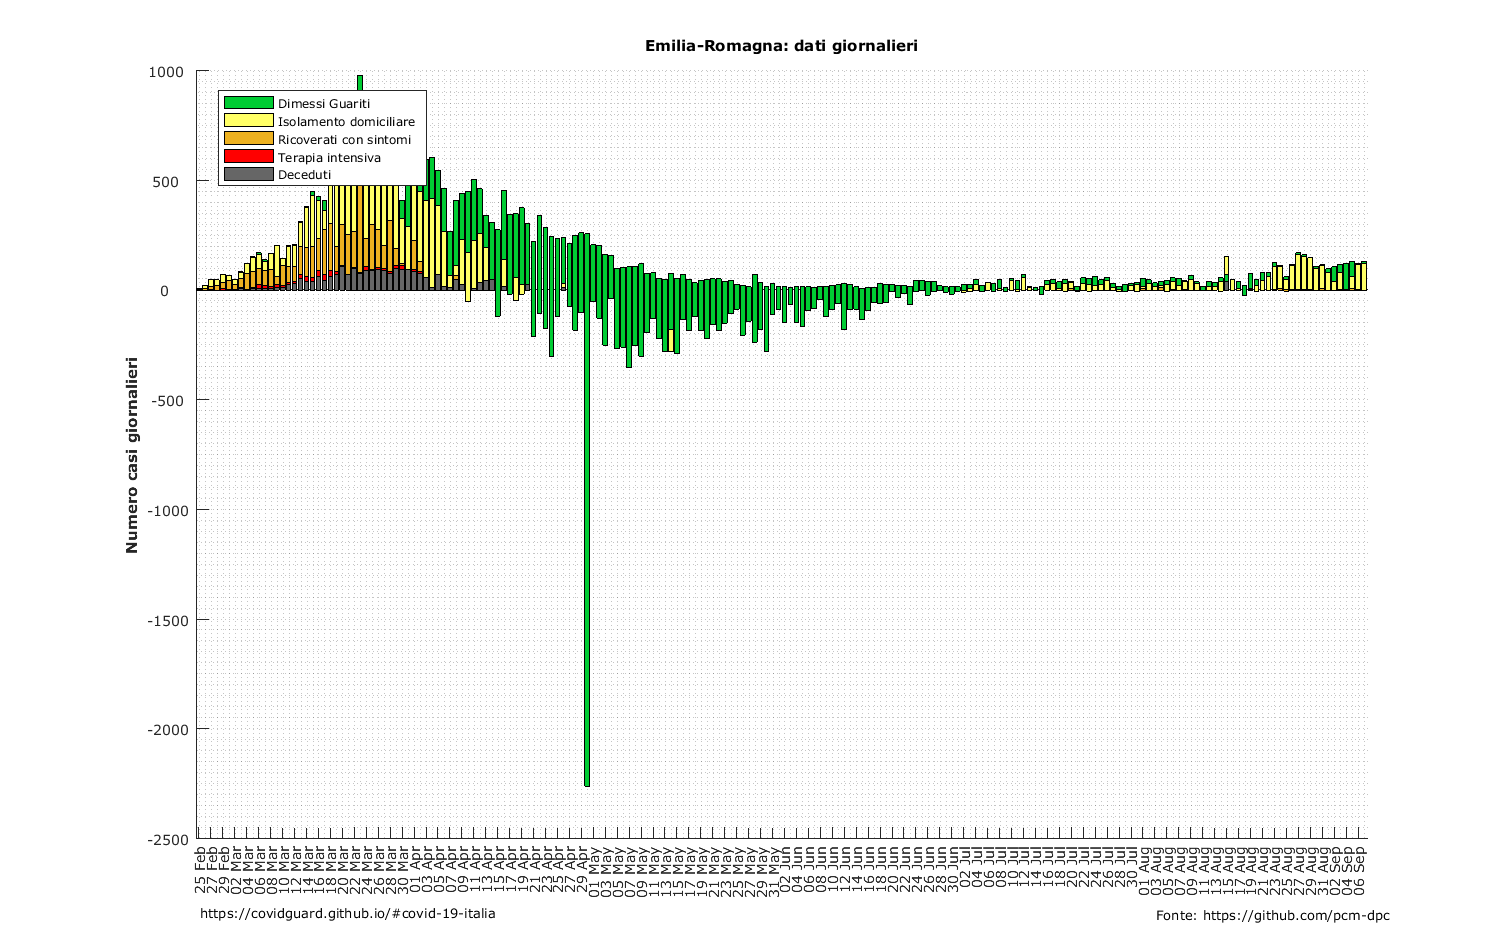 Emilia-Romagna: dati giornalieri
1000
500
0
-500
-1000
-1500
-2000
-2500
Numero casi giornalieri
Dimessi Guariti
Isolamento domiciliare
Ricoverati con sintomi
Terapia intensiva
Deceduti
25 Feb
27 Feb
29 Feb
02 Mar
04 Mar
06 Mar
08 Mar
10 Mar
12 Mar
14 Mar
16 Mar
18 Mar
20 Mar
22 Mar
24 Mar
26 Mar
28 Mar
30 Mar
01 Apr
03 Apr
05 Apr
07 Apr
09 Apr
11 Apr
13 Apr
15 Apr
17 Apr
19 Apr
21 Apr
23 Apr
25 Apr
27 Apr
29 Apr
01 May
03 May
05 May
07 May
09 May
11 May
13 May
15 May
17 May
19 May
21 May
23 May
25 May
27 May
29 May
31 May
02 Jun
04 Jun
06 Jun
08 Jun
10 Jun
12 Jun
14 Jun
16 Jun
18 Jun
20 Jun
22 Jun
24 Jun
26 Jun
28 Jun
30 Jun
02 Jul
04 Jul
06 Jul
08 Jul
10 Jul
12 Jul
14 Jul
16 Jul
18 Jul
20 Jul
22 Jul
24 Jul
26 Jul
28 Jul
30 Jul
01 Aug
03 Aug
05 Aug
07 Aug
09 Aug
11 Aug
13 Aug
15 Aug
17 Aug
19 Aug
21 Aug
23 Aug
25 Aug
27 Aug
29 Aug
31 Aug
02 Sep
04 Sep
06 Sep
https://covidguard.github.io/#covid-19-italia
Fonte: https://github.com/pcm-dpc